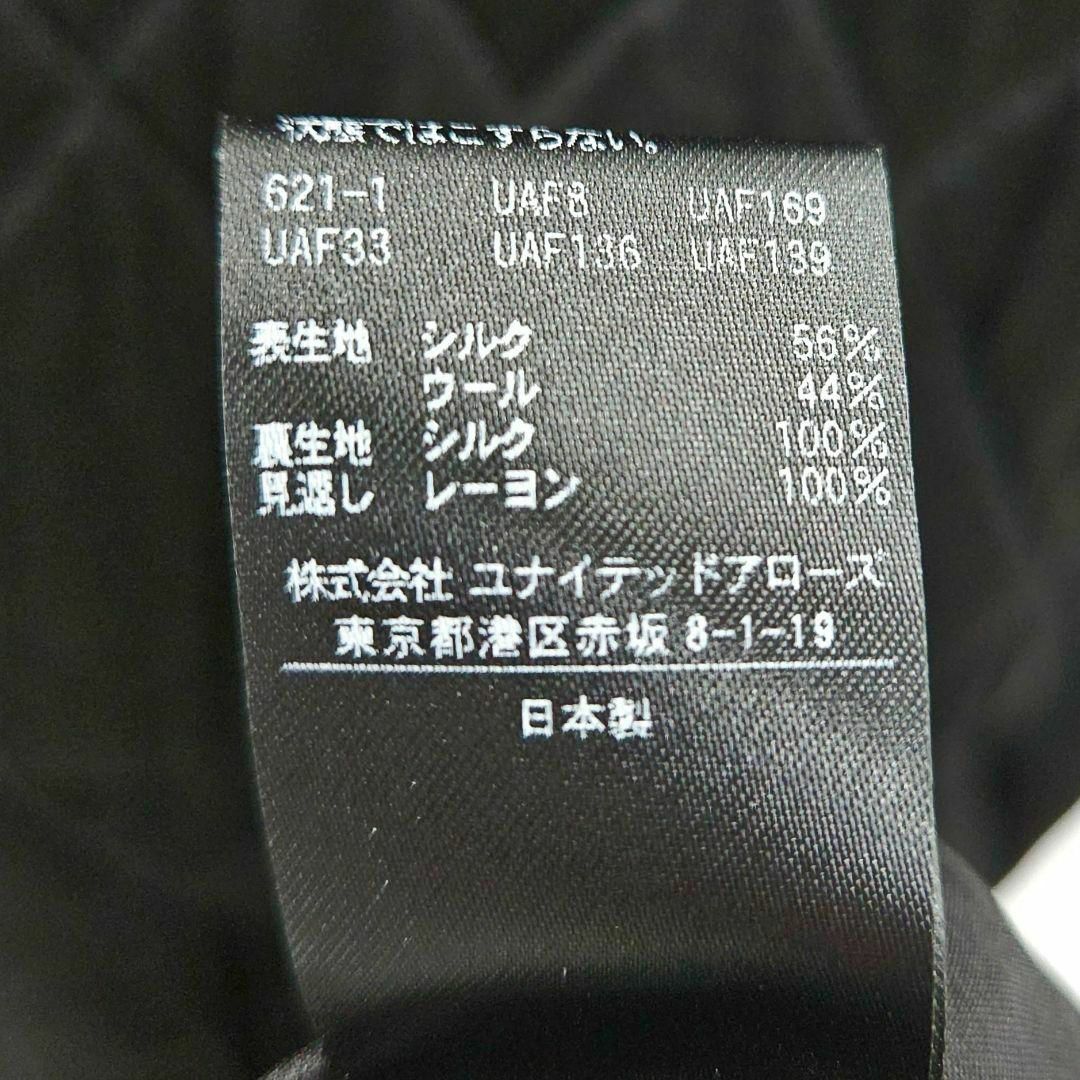 状態ではこすらない。
621-1 UAF8 UAF169
UAF33 UAF136 UAF139
表生地 シルク 56%
ウール 44%
裏生地 シルク 100%
見返し レーヨン 100%
株式会社 ユナイテッドアローズ
東京都港区赤坂 8-1-19
日本製